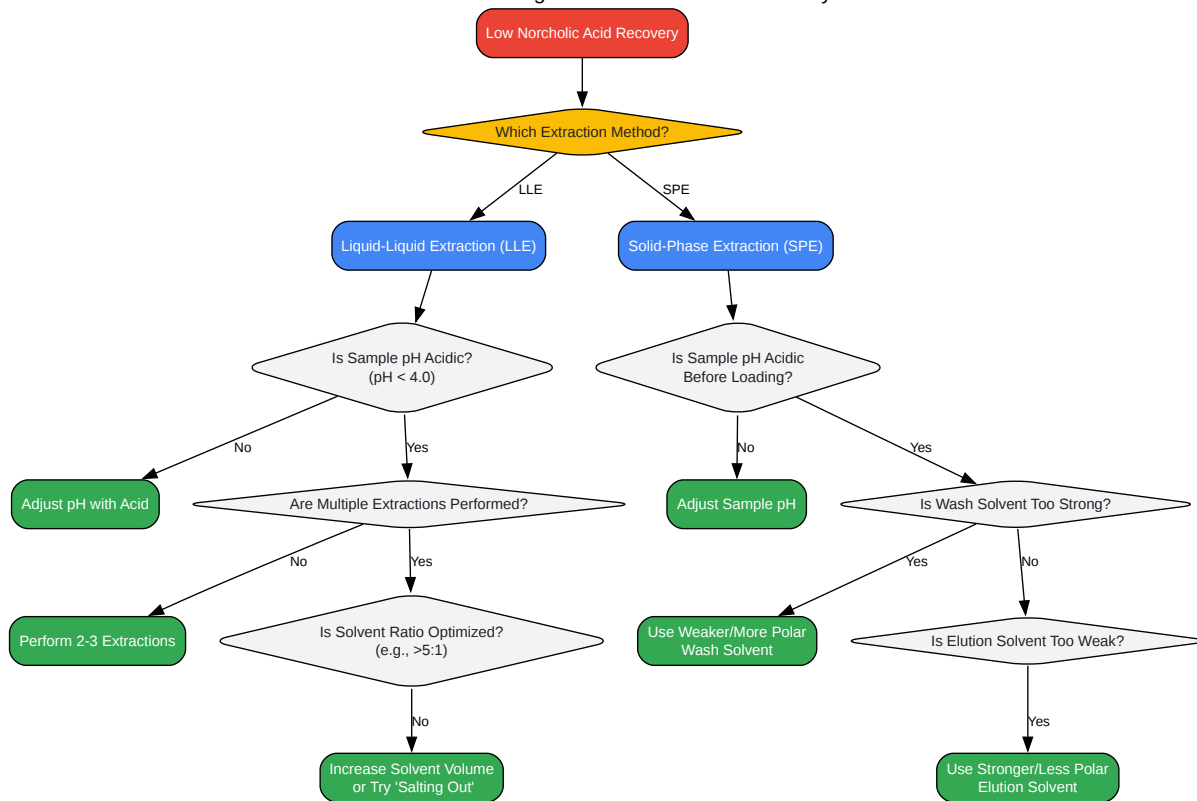 Low Norcholic Acid Recovery
Which Extraction Method?
LLE
SPE
Liquid-Liquid Extraction (LLE)
Solid-Phase Extraction (SPE)
Is Sample pH Acidic?
(pH < 4.0)
Is Sample pH Acidic
Before Loading?
No
Yes
No
Yes
Adjust pH with Acid
Are Multiple Extractions Performed?
Adjust Sample pH
Is Wash Solvent Too Strong?
No
Yes
Yes
No
Perform 2-3 Extractions
Is Solvent Ratio Optimized?
(e.g., >5:1)
Use Weaker/More Polar
Wash Solvent
Is Elution Solvent Too Weak?
No
Yes
Increase Solvent Volume
or Try 'Salting Out'
Use Stronger/Less Polar
Elution Solvent